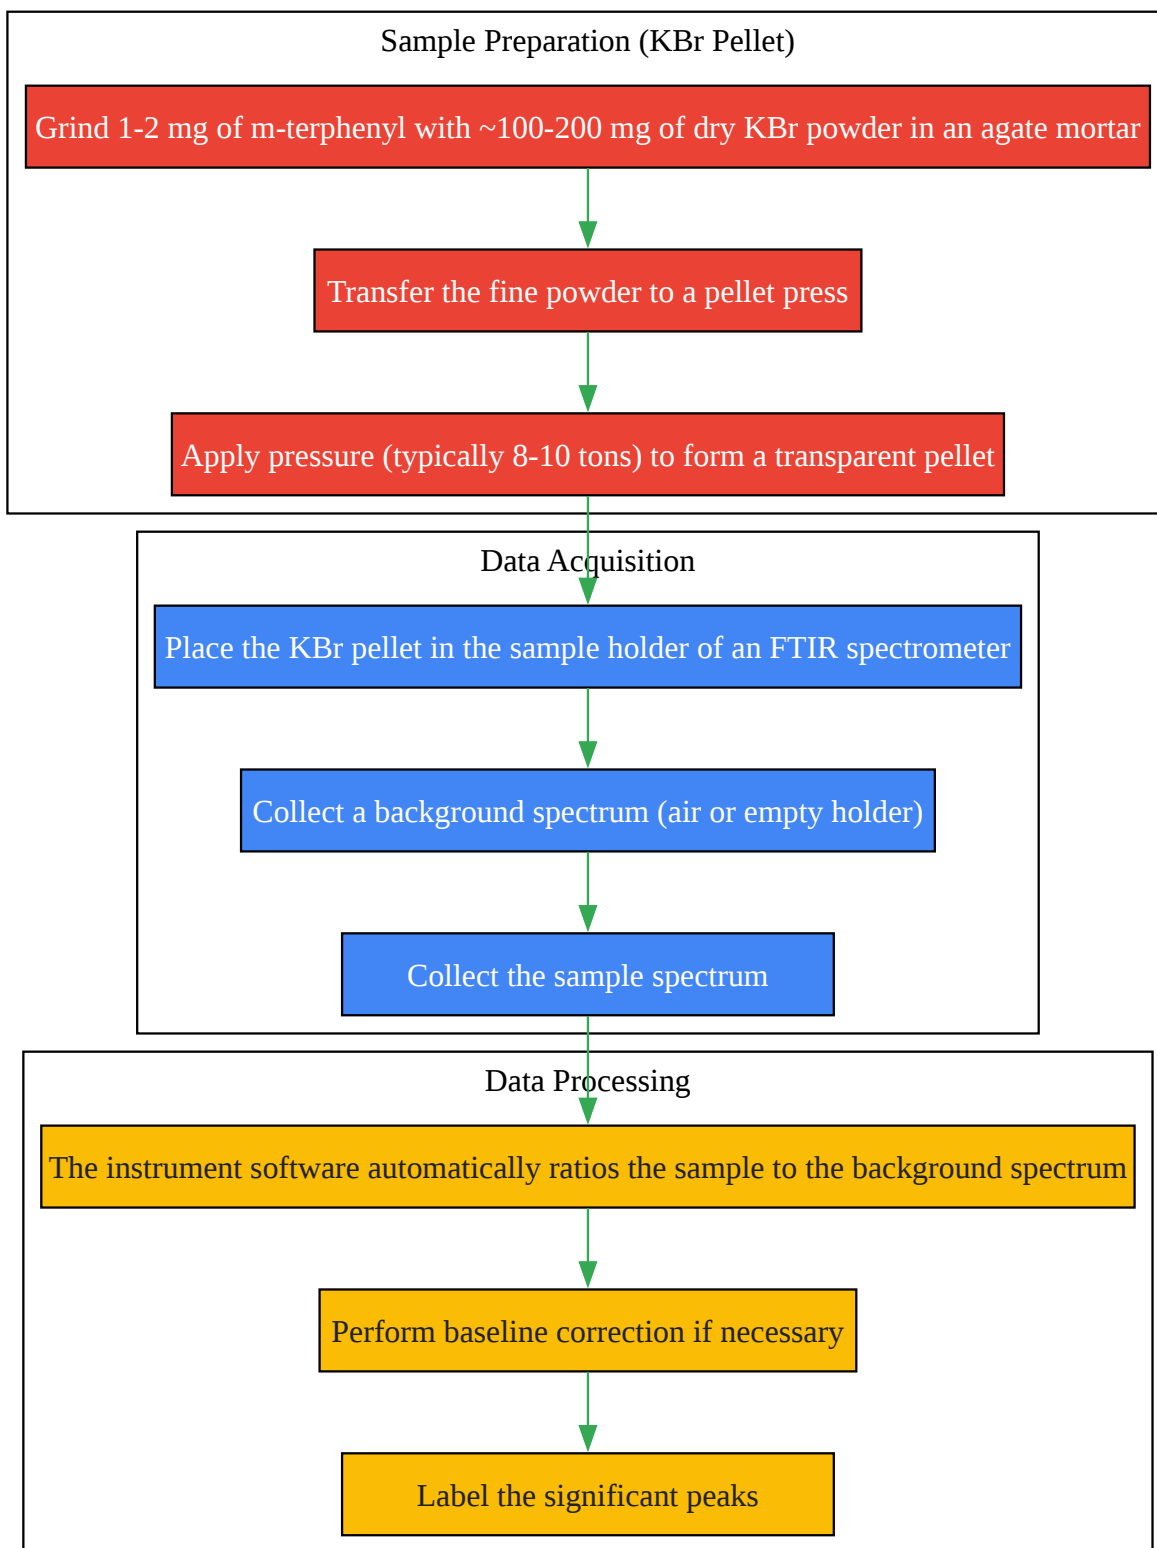 Sample Preparation (KBr Pellet)
Grind 1-2 mg of m-terphenyl with ~100-200 mg of dry KBr powder in an agate mortar
Transfer the fine powder to a pellet press
Apply pressure (typically 8-10 tons) to form a transparent pellet
Data Acquisition
Place the KBr pellet in the sample holder of an FTIR spectrometer
Collect a background spectrum (air or empty holder)
Collect the sample spectrum
Data Processing
The instrument software automatically ratios the sample to the background spectrum
Perform baseline correction if necessary
Label the significant peaks